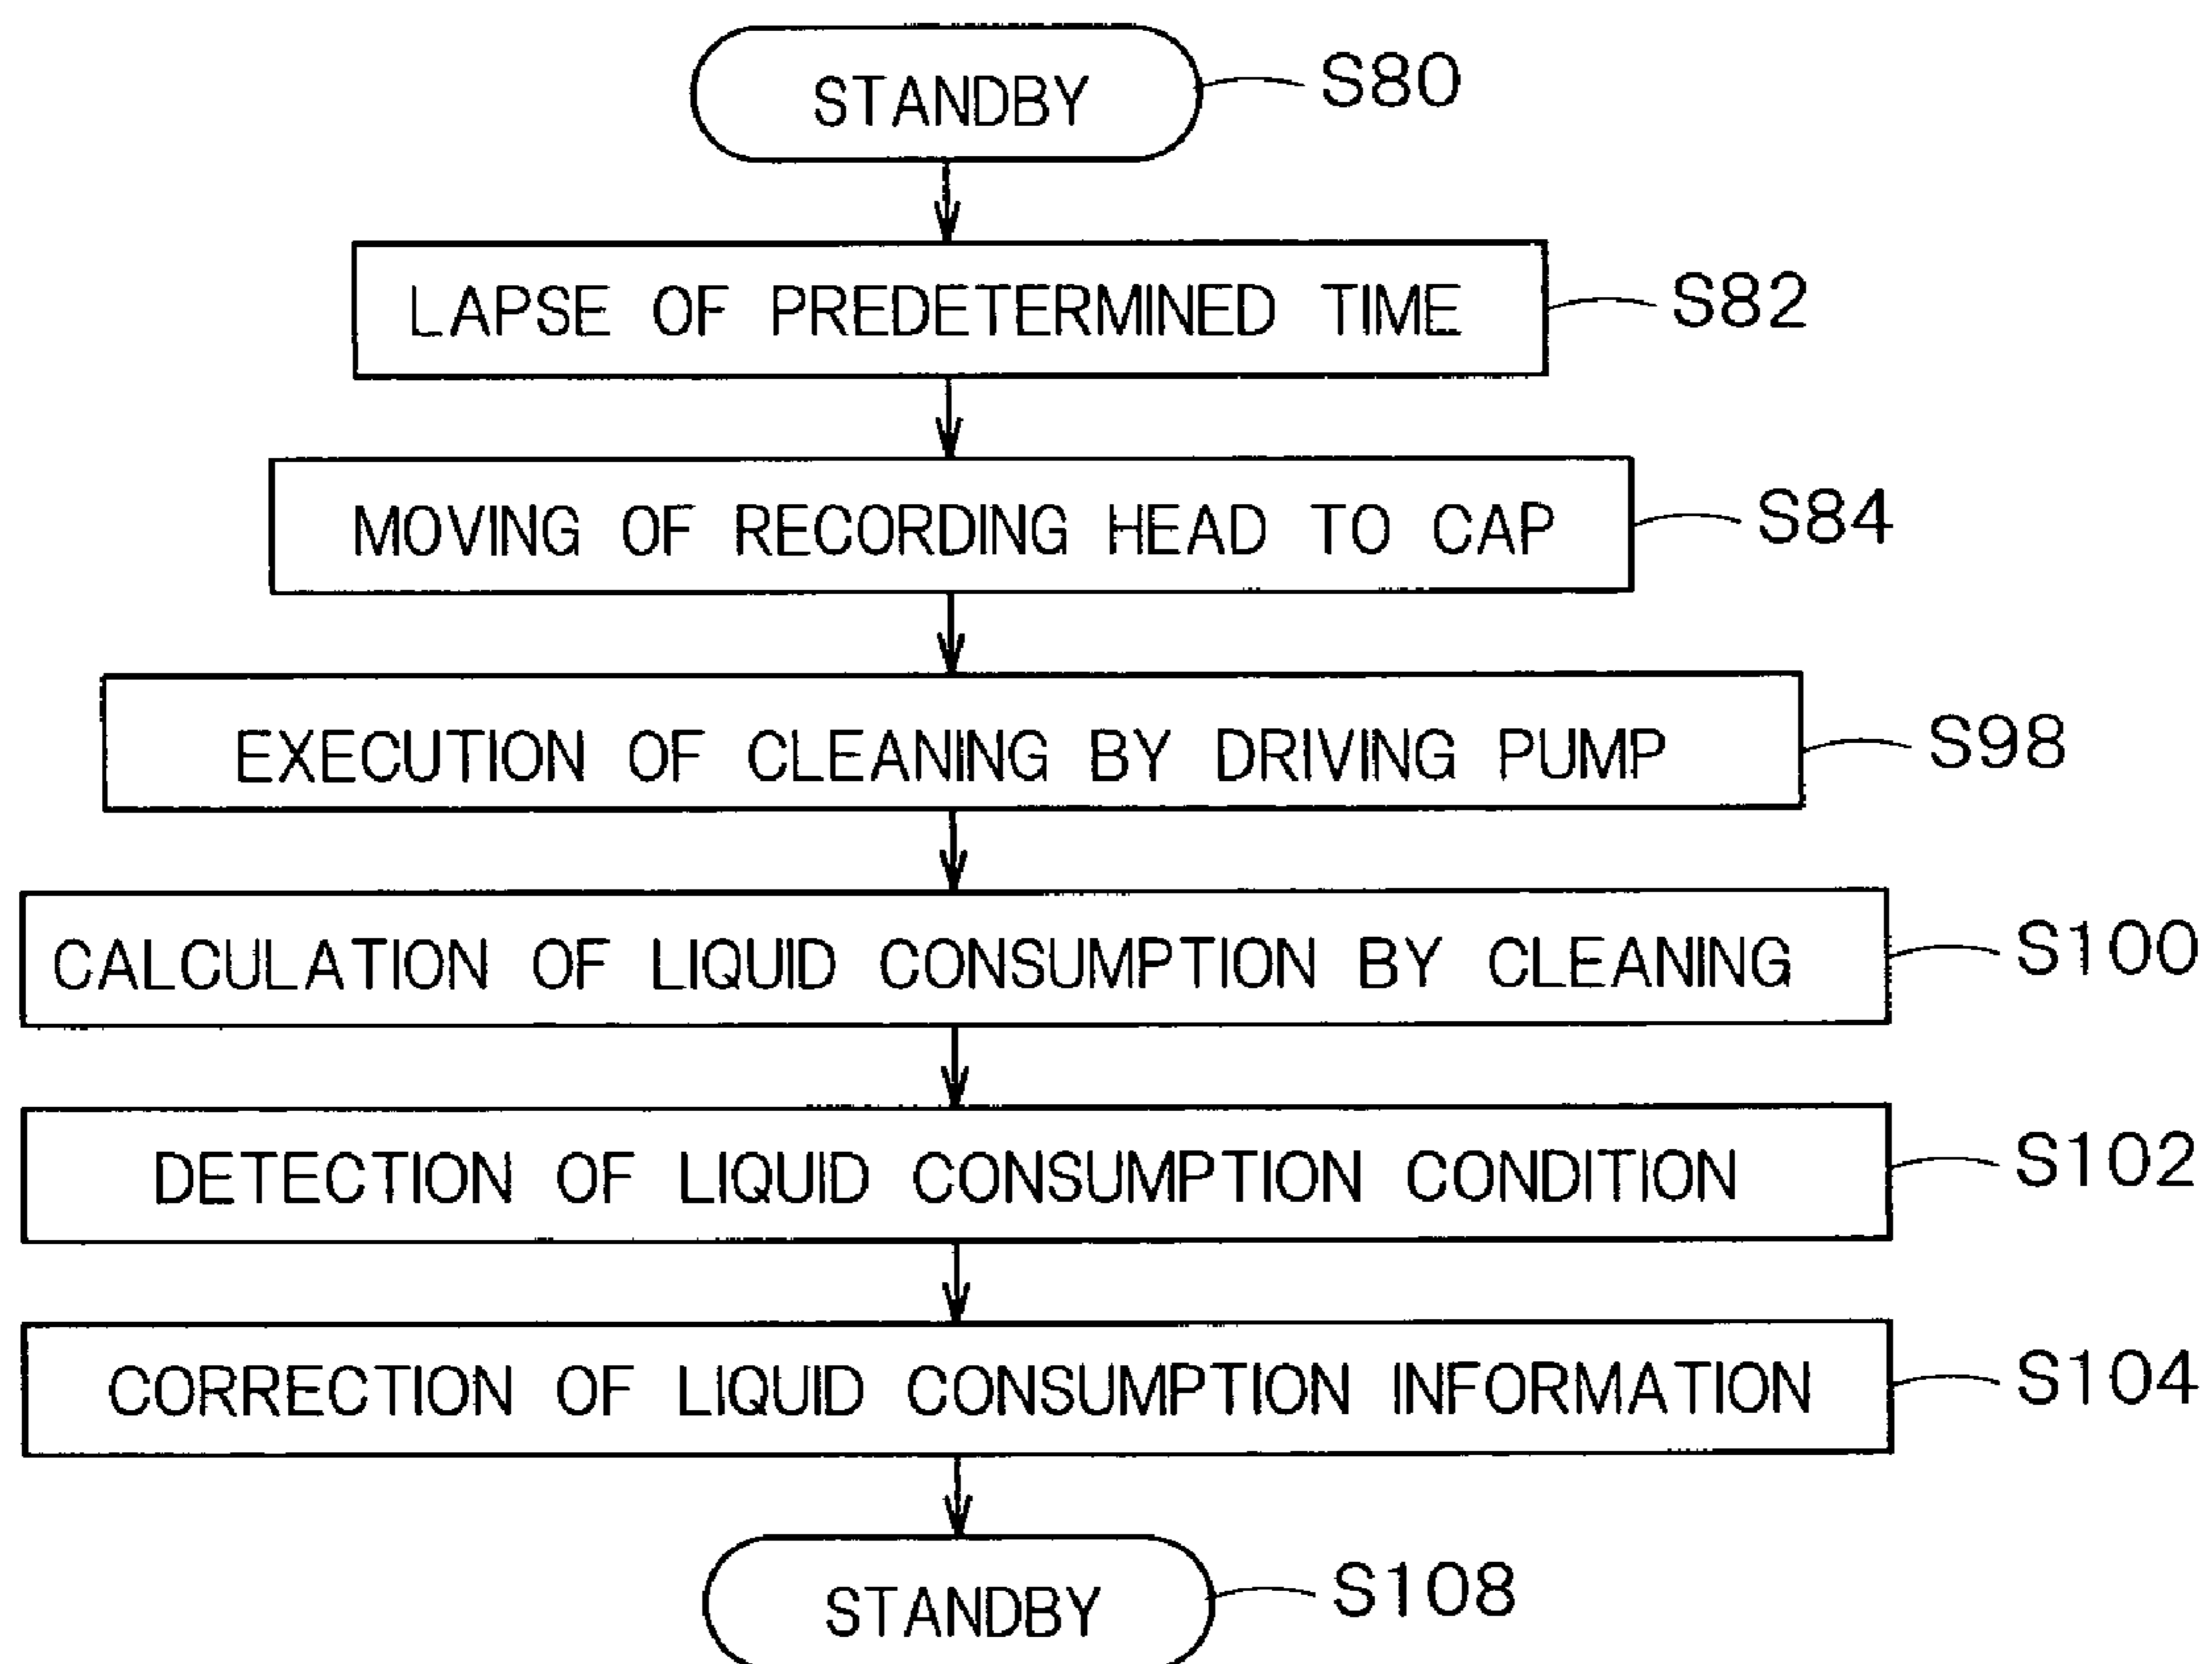 STANDBY S80
LAPSE OF PREDETERMINED TIME S82
MOVING OF RECORDING HEAD TO CAP S84
EXECUTION OF CLEANING BY DRIVING PUMP S98
CALCULATION OF LIQUID CONSUMPTION BY CLEANING S100
DETECTION OF LIQUID CONSUMPTION CONDITION S102
CORRECTION OF LIQUID CONSUMPTION INFORMATION S104
STANDBY S108